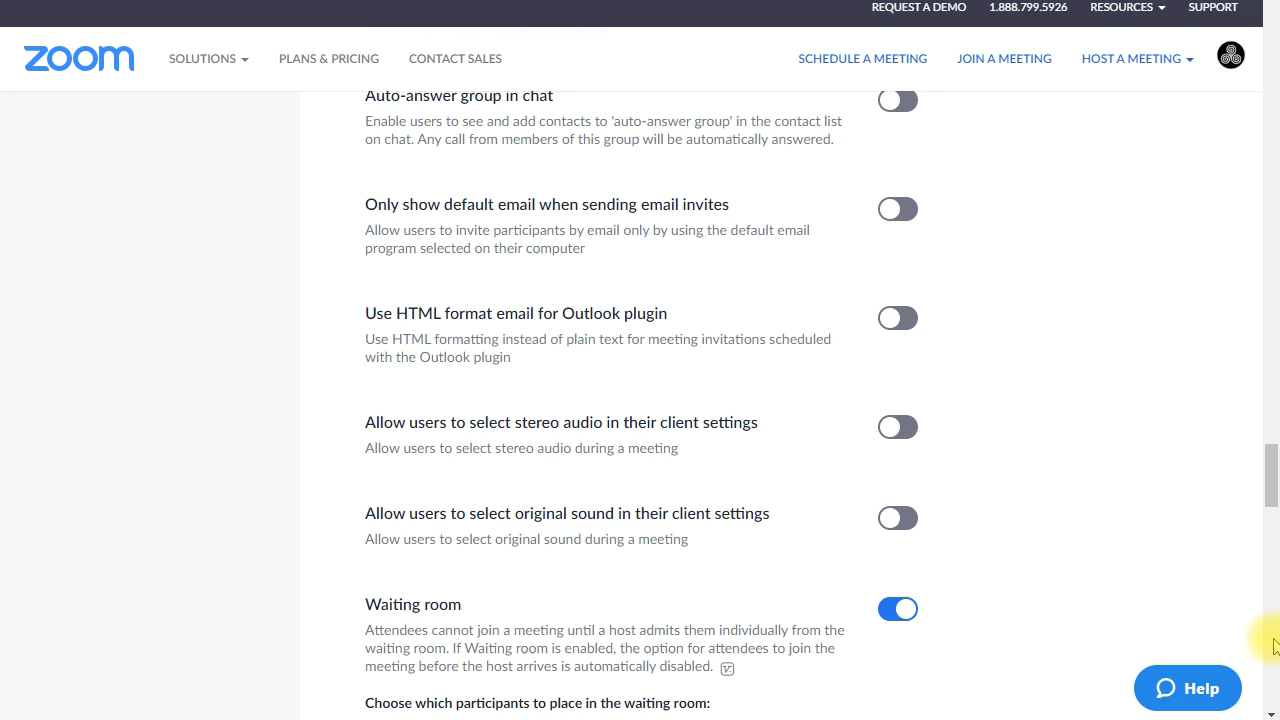 REQUEST A DEMO 1.888.799.5926 RESOURCES SUPPORT
zoom SOLUTIONS PLANS & PRICING CONTACT SALES SCHEDULE A MEETING JOIN A MEETING HOST A MEETING
Auto-answer group in chat
Enable users to see and add contacts to 'auto-answer group' in the contact list
on chat. Any call from members of this group will be automatically answered.
Only show default email when sending email invites
Allow users to invite participants by email only by using the default email
program selected on their computer
Use HTML format email for Outlook plugin
Use HTML formatting instead of plain text for meeting invitations scheduled
with the Outlook plugin
Allow users to select stereo audio in their client settings
Allow users to select stereo audio during a meeting
Allow users to select original sound in their client settings
Allow users to select original sound during a meeting
Waiting room
Attendees cannot join a meeting until a host admits them individually from the
waiting room. If Waiting room is enabled, the option for attendees to join the
meeting before the host arrives is automatically disabled.
Choose which participants to place in the waiting room:
Help